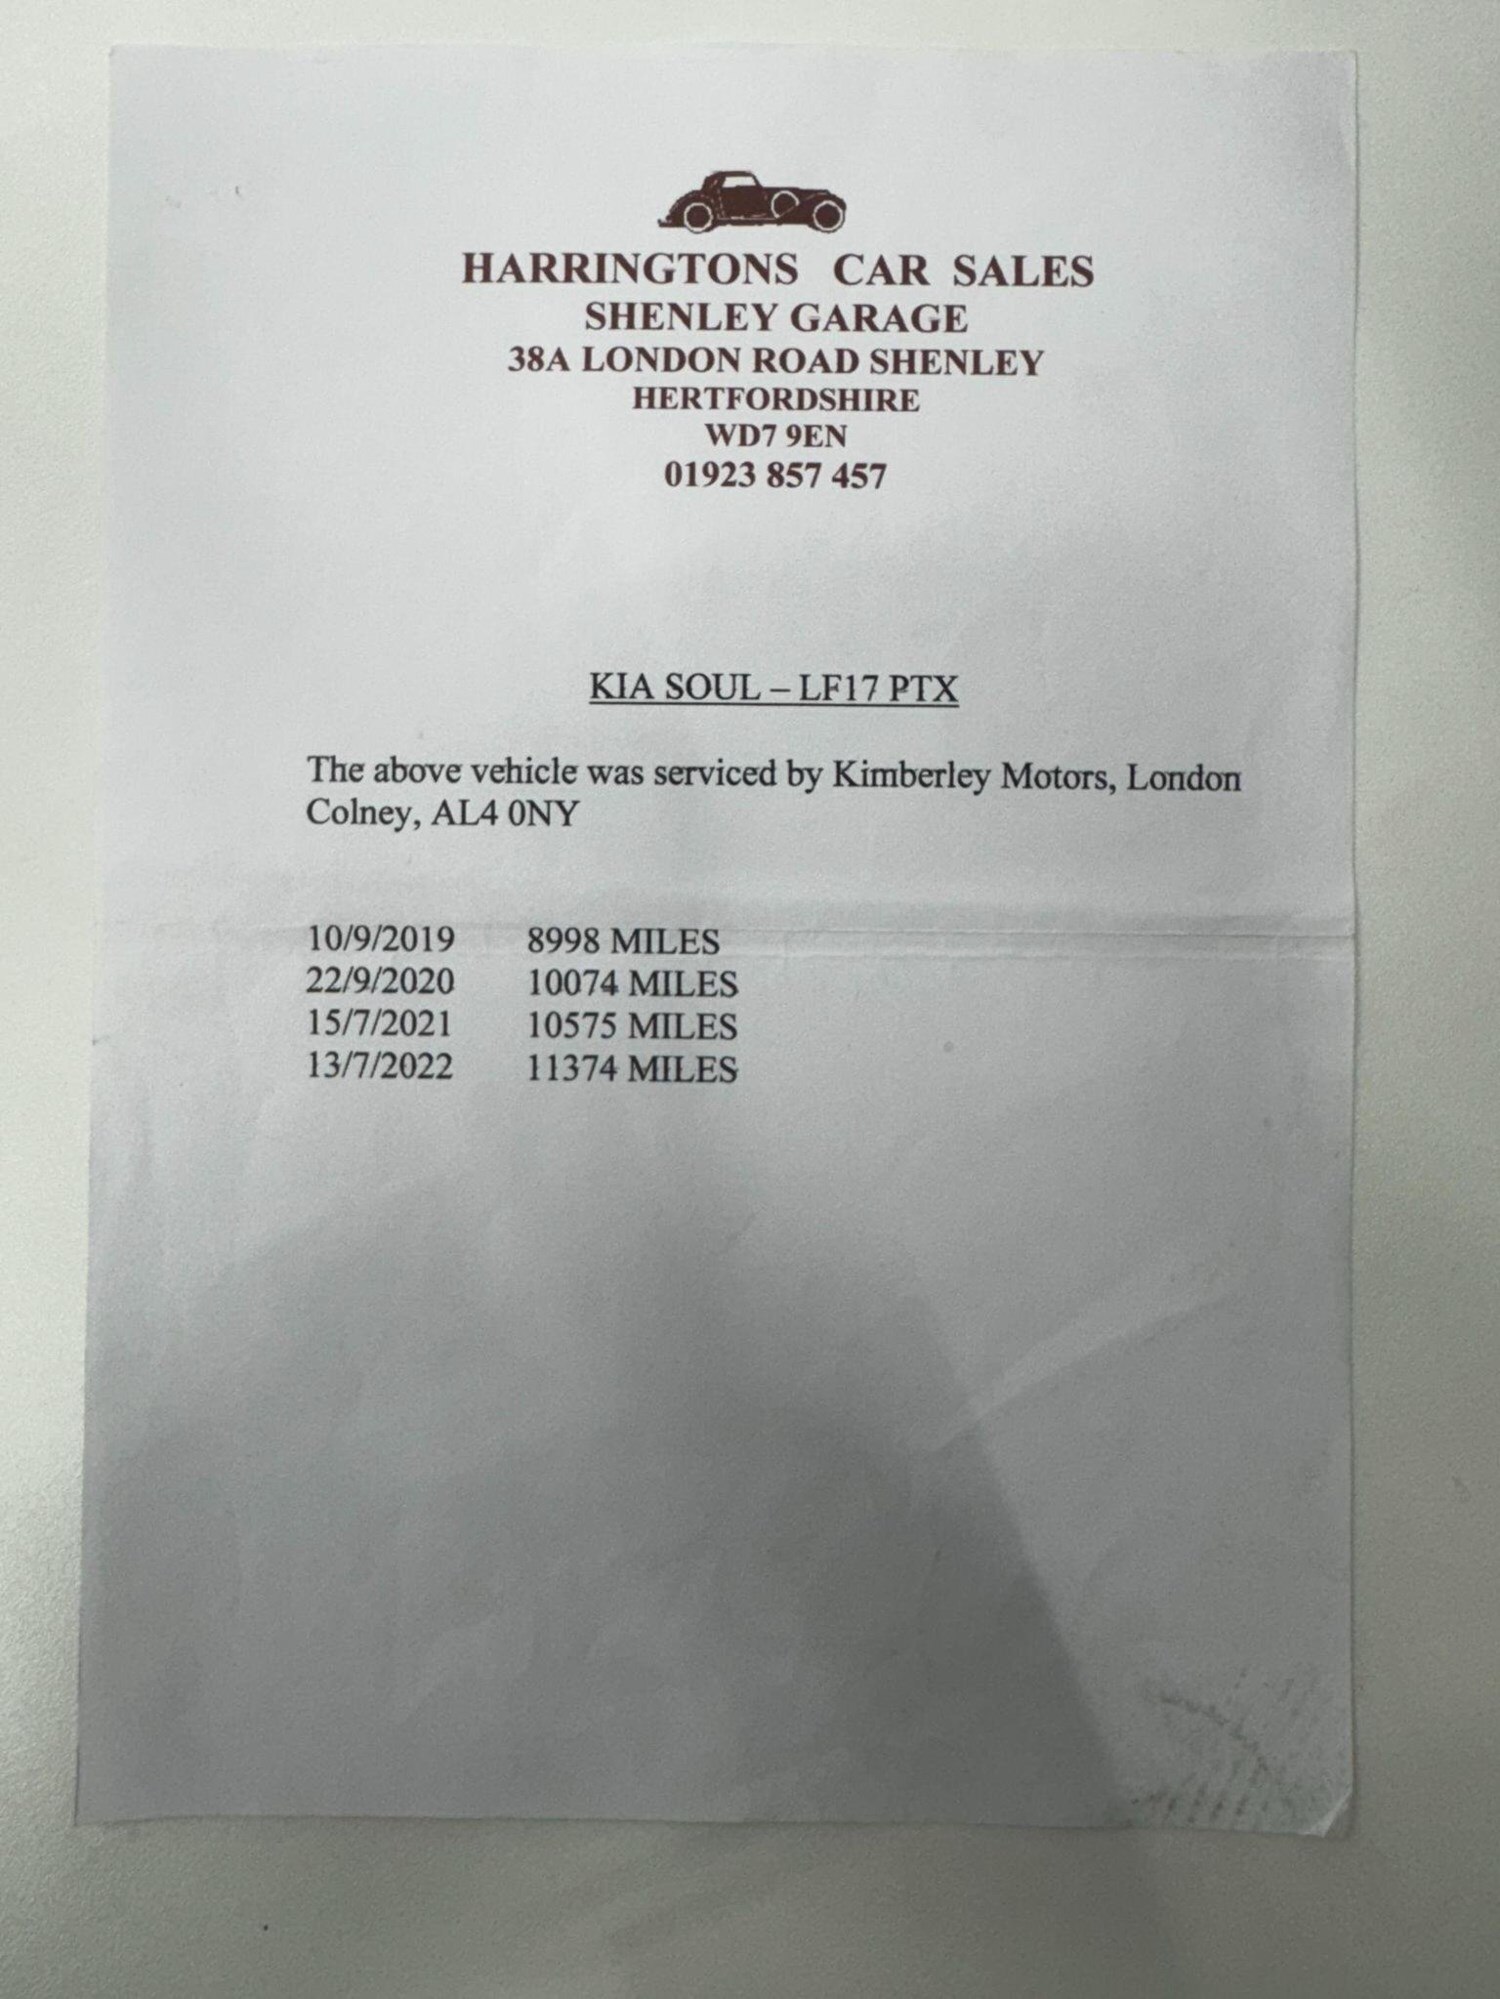 HARRINGTONS CAR SALES
SHENLEY GARAGE
38A LONDON ROAD SHENLEY
HERTFORDSHIRE
WD7 9EN
01923 857 457
KIA SOUL – LF17 PTX
The above vehicle was serviced by Kimberley Motors, London
Colney, AL4 0NY
10/9/2019 8998 MILES
22/9/2020 10074 MILES
15/7/2021 10575 MILES
13/7/2022 11374 MILES